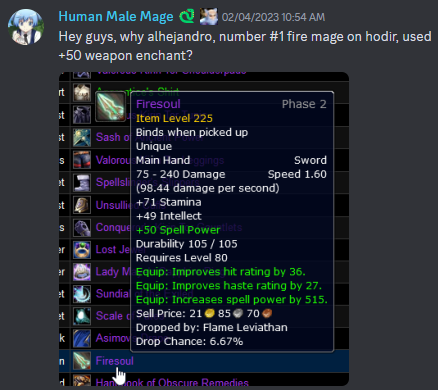 Human Male Mage 02/04/2023 10:54 AM
Hey guys, why alhejandro, number #1 fire mage on hodir, used
+50 weapon enchant?
Firesoul Phase 2
Item Level 225
Binds when picked up
Unique
Main Hand Sword
75 - 240 Damage Speed 1.60
(98.44 damage per second)
+71 Stamina
+49 Intellect
+50 Spell Power
Durability 105 / 105
Requires Level 80
Equip: Improves hit rating by 36.
Equip: Improves haste rating by 27.
Equip: Increases spell power by 515.
Sell Price: 21 85 70
Dropped by: Flame Leviathan
Drop Chance: 6.67%
Sash of
Valorou
Spellsli
Unsulli
Conque
Lost Je
Lady M
Sundia
Scale o
Asimov
Firesoul
Handbook of Obscure Remedies